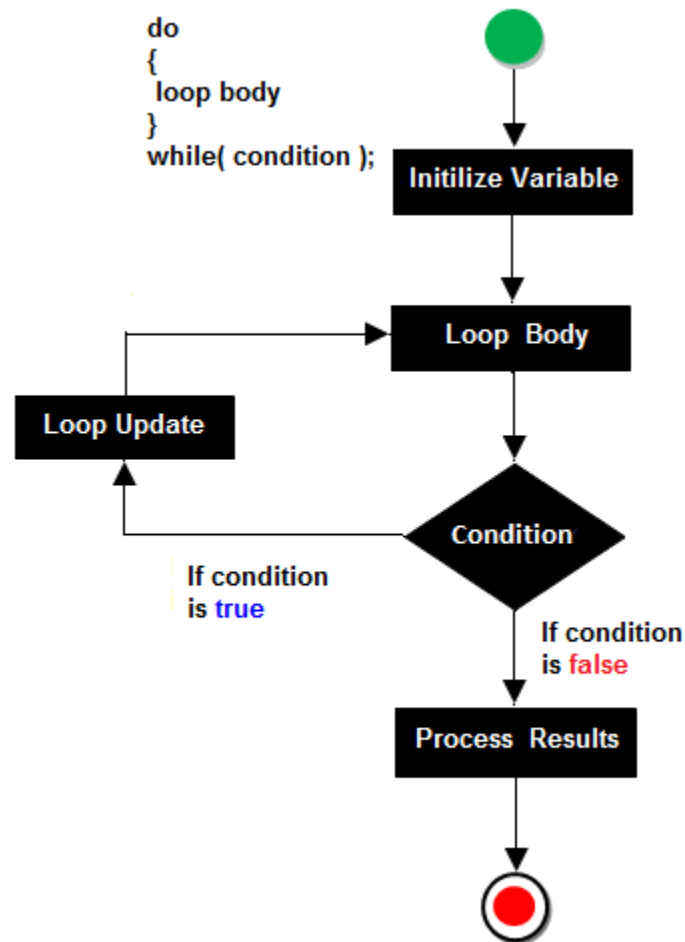 do
{
loop body
}
while( condition );
Initilize Variable
Loop Body
Loop Update
Condition
If condition
is true
If condition
is false
Process Results